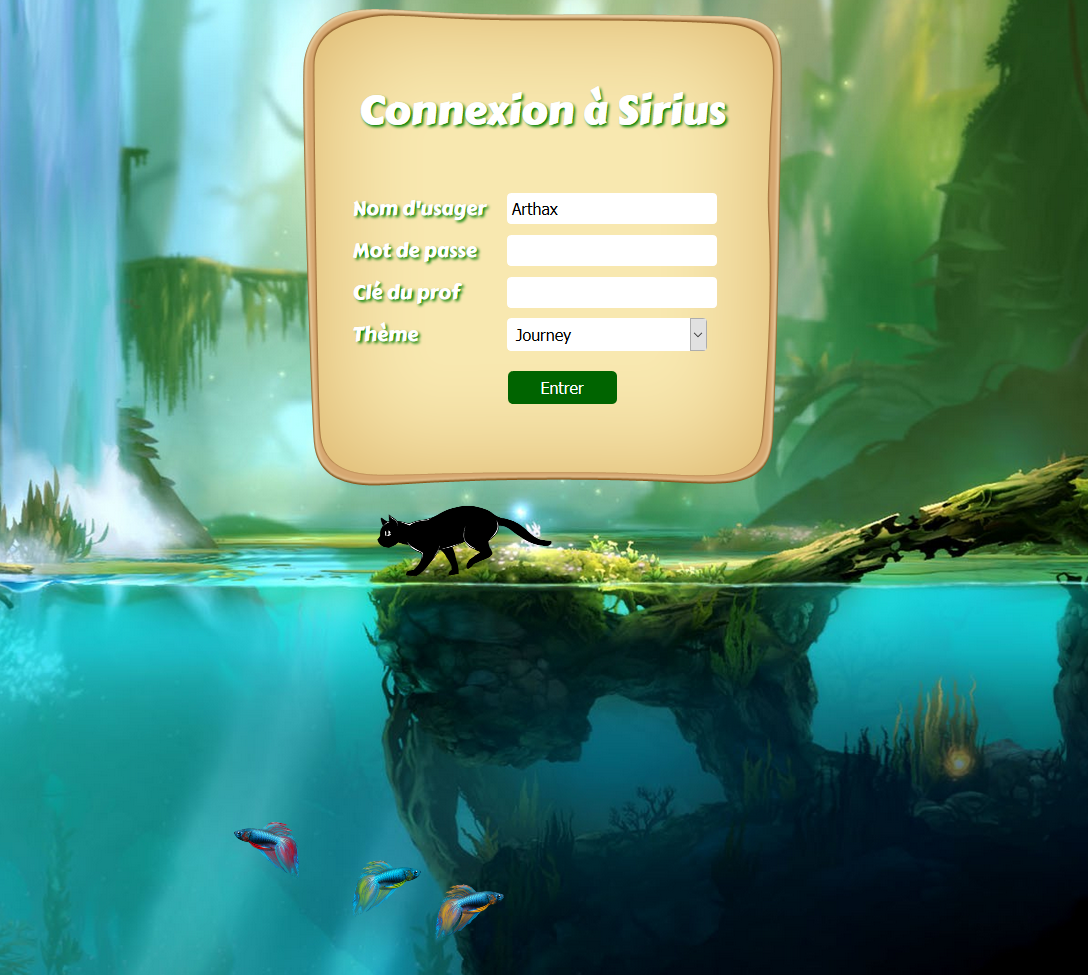 Connexion à Sirius
Nom d'usager Arthax
Mot de passe
Clé du prof
Thème Journey
Entrer